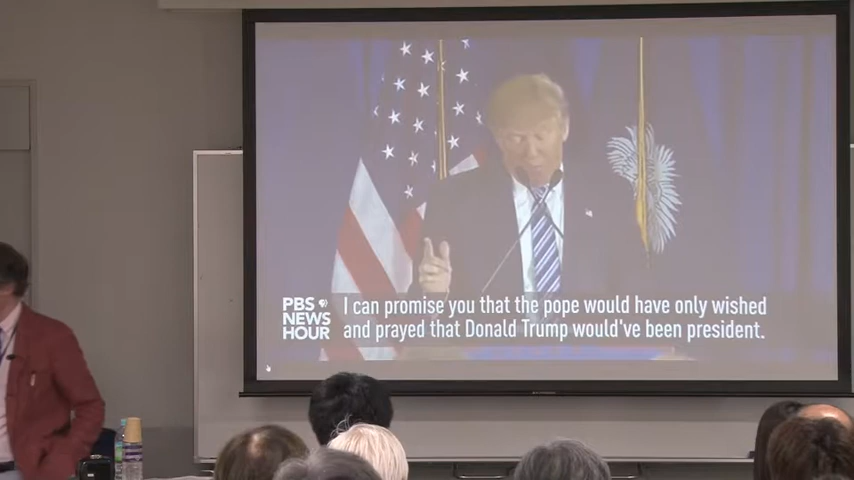 PBS
NEWS
HOUR
I can promise you that the pope would have only wished
and prayed that Donald Trump would've been president.